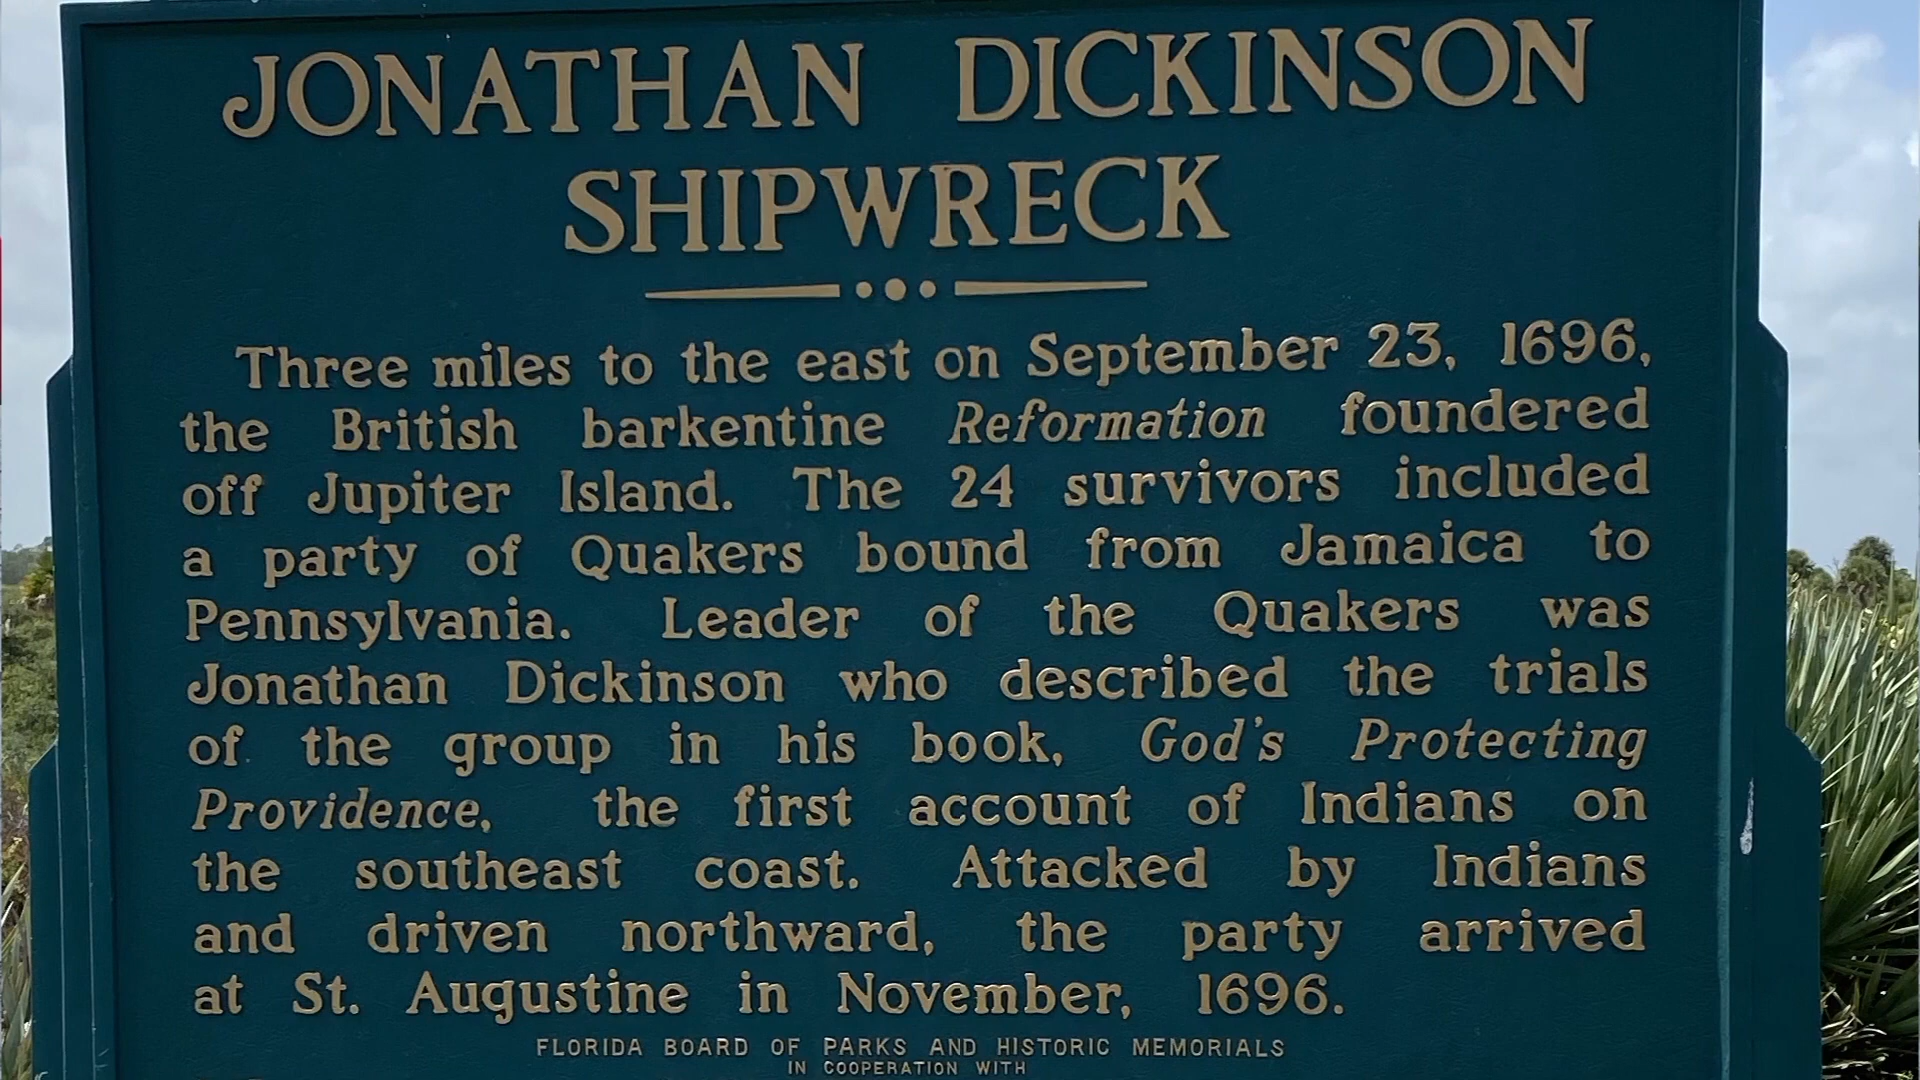 JONATHAN DICKINSON
SHIPWRECK
Three miles to the east on September 23, 1696,
the British barkentine Reformation foundered
off Jupiter Island. The 24 survivors included
a party of Quakers bound from Jamaica to
Pennsylvania. Leader of the Quakers was
Jonathan Dickinson who described the trials
of the group in his book, God's Protecting
Providence, the first account of Indians on
the southeast coast. Attacked by Indians
and driven northward, the party arrived
at St. Augustine in November, 1696.
FLORIDA BOARD OF PARKS AND HISTORIC MEMORIALS
IN COOPERATION WITH